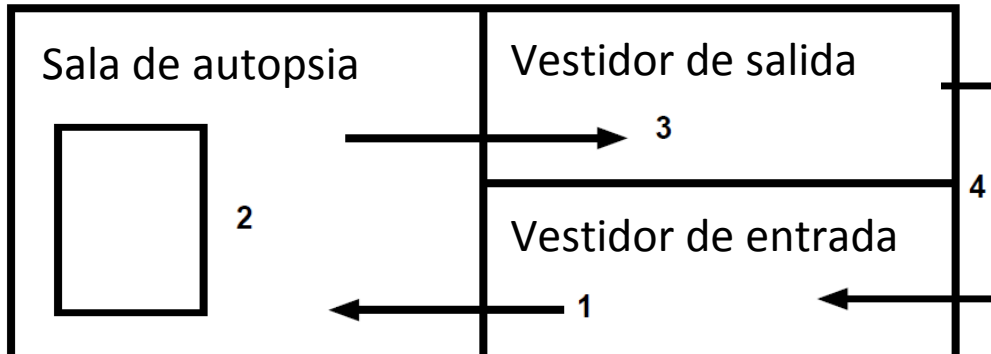 Sala de autopsia
Vestidor de salida
3
4
2
Vestidor de entrada
1